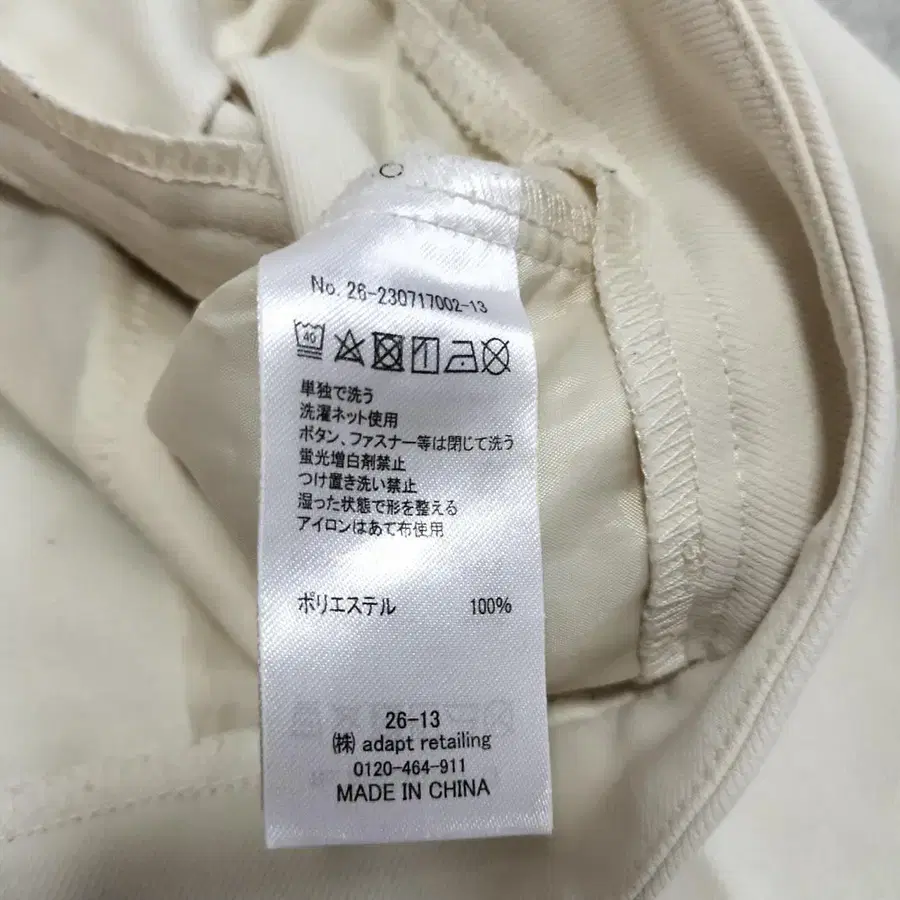 No. 26-230717002-13
40
単独で洗う
洗濯ネット使用
ボタン、ファスナー等は閉じて洗う
蛍光増白剤禁止
つけ置き洗い禁止
湿った状態で形を整える
アイロンはあて布使用
ポリエステル 100%
26-13
㈱ adapt retailing
0120-464-911
MADE IN CHINA